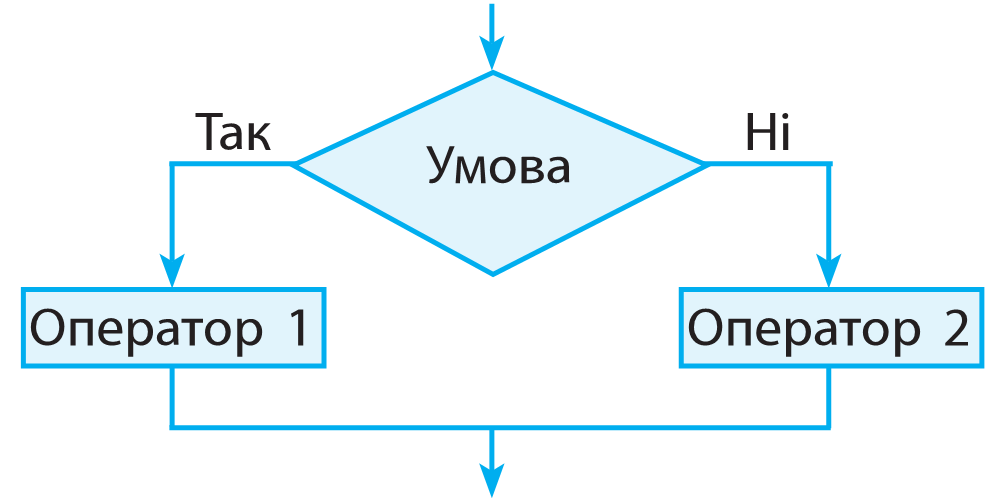 Так
Ні
Умова
Оператор 1
Оператор 2